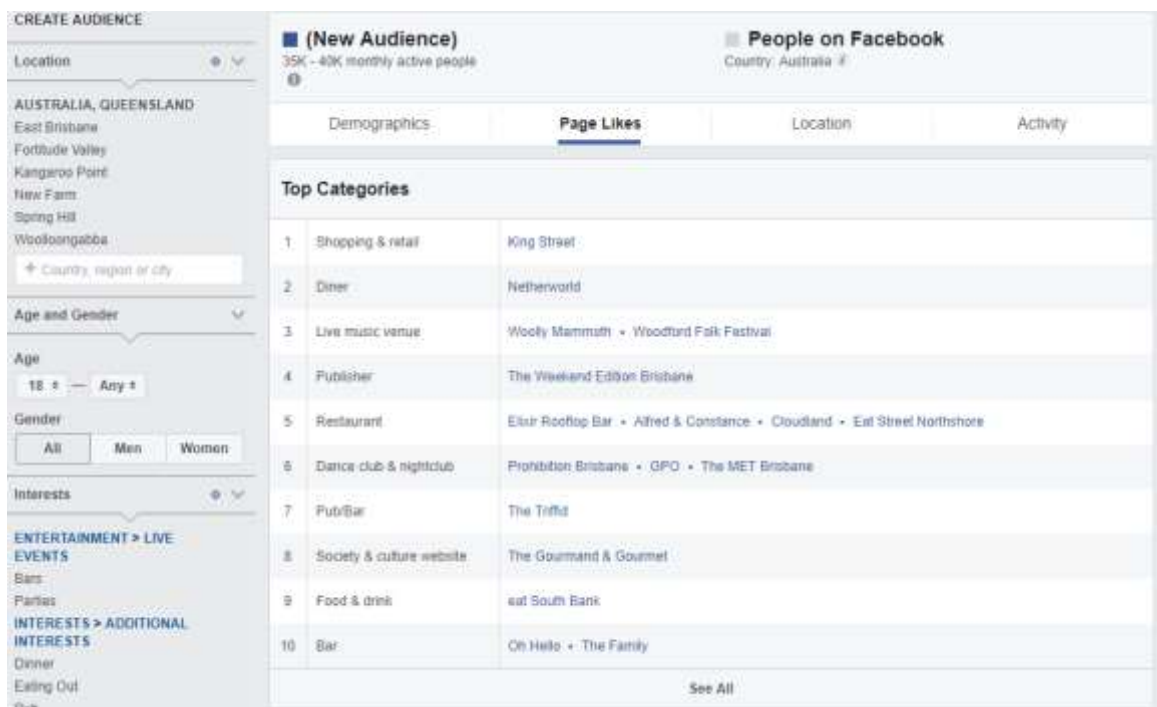 CREATE AUDIENCE
Location
AUSTRALIA, QUEENSLAND
East Brisbane
Fortitude Valley
Kangaroo Point
New Farm
Spring Hill
Woolloongabba
+ Country, region or city
Age and Gender
Age
18 — Any
Gender
All Men Women
Interests
ENTERTAINMENT > LIVE
EVENTS
Bars
Parties
INTERESTS > ADDITIONAL
INTERESTS
Dinner
Eating Out
(New Audience)
35K - 40K monthly active people
People on Facebook
Country: Australia
Demographics Page Likes Location Activity
Top Categories
1 Shopping & retail King Street
2 Diner Netherworld
3 Live music venue Woolly Mammoth • Woodford Folk Festival
4 Publisher The Weekend Edition Brisbane
5 Restaurant Elixir Rooftop Bar • Alfred & Constance • Cloudland • Eat Street Northshore
6 Dance club & nightclub Prohibition Brisbane • GPO • The MET Brisbane
7 Pub/Bar The Triffid
8 Society & culture website The Gourmand & Gourmet
9 Food & drink eat South Bank
10 Bar Oh Hello • The Family
See All